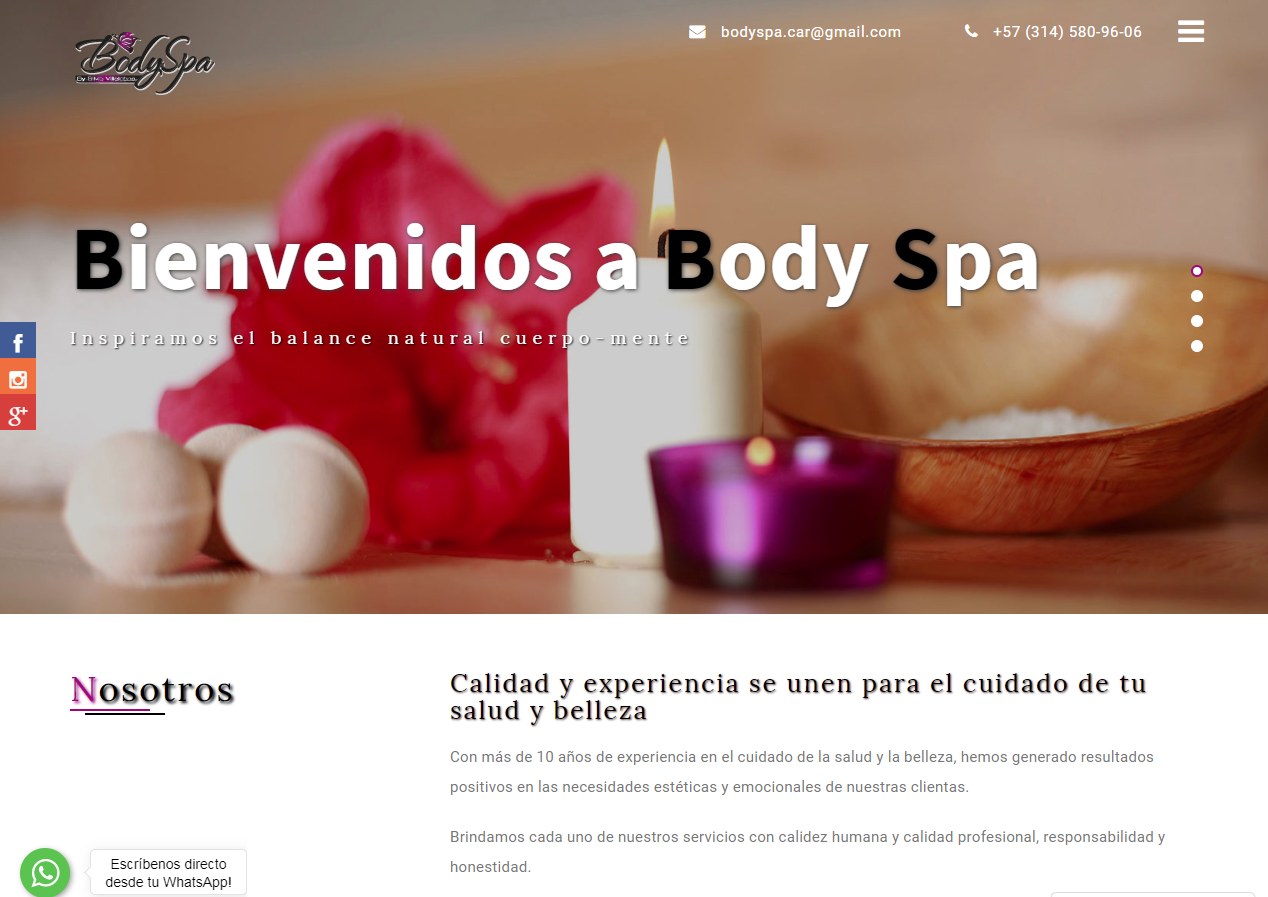 bodyspa.car@gmail.com
+57 (314) 580-96-06
BodySpa
By Silva Villalobos
Bienvenidos a Body Spa
Inspiramos el balance natural cuerpo-mente
Nosotros
Calidad y experiencia se unen para el cuidado de tu
salud y belleza
Con más de 10 años de experiencia en el cuidado de la salud y la belleza, hemos generado resultados
positivos en las necesidades estéticas y emocionales de nuestras clientas.
Brindamos cada uno de nuestros servicios con calidez humana y calidad profesional, responsabilidad y
honestidad.
Escríbenos directo
desde tu WhatsApp!